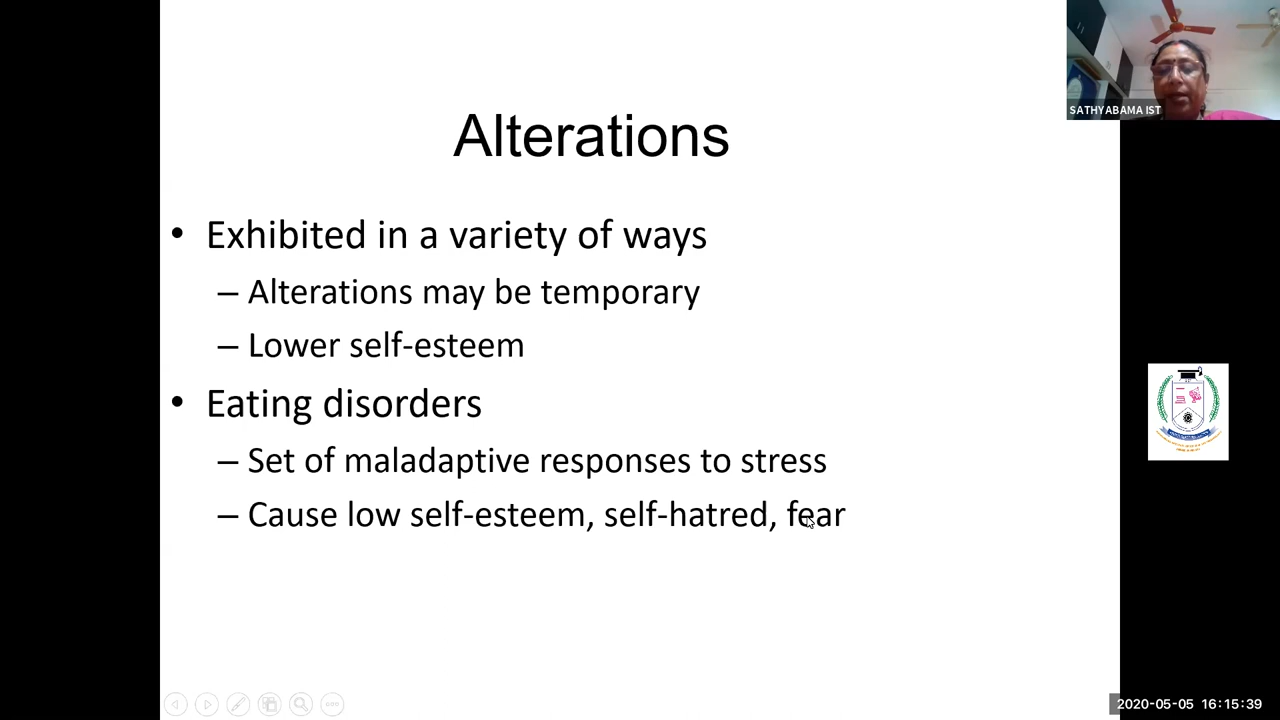 SATHYABAMA IST
Alterations
• Exhibited in a variety of ways
– Alterations may be temporary
– Lower self-esteem
• Eating disorders
– Set of maladaptive responses to stress
– Cause low self-esteem, self-hatred, fear
2020-05-05 16:15:39